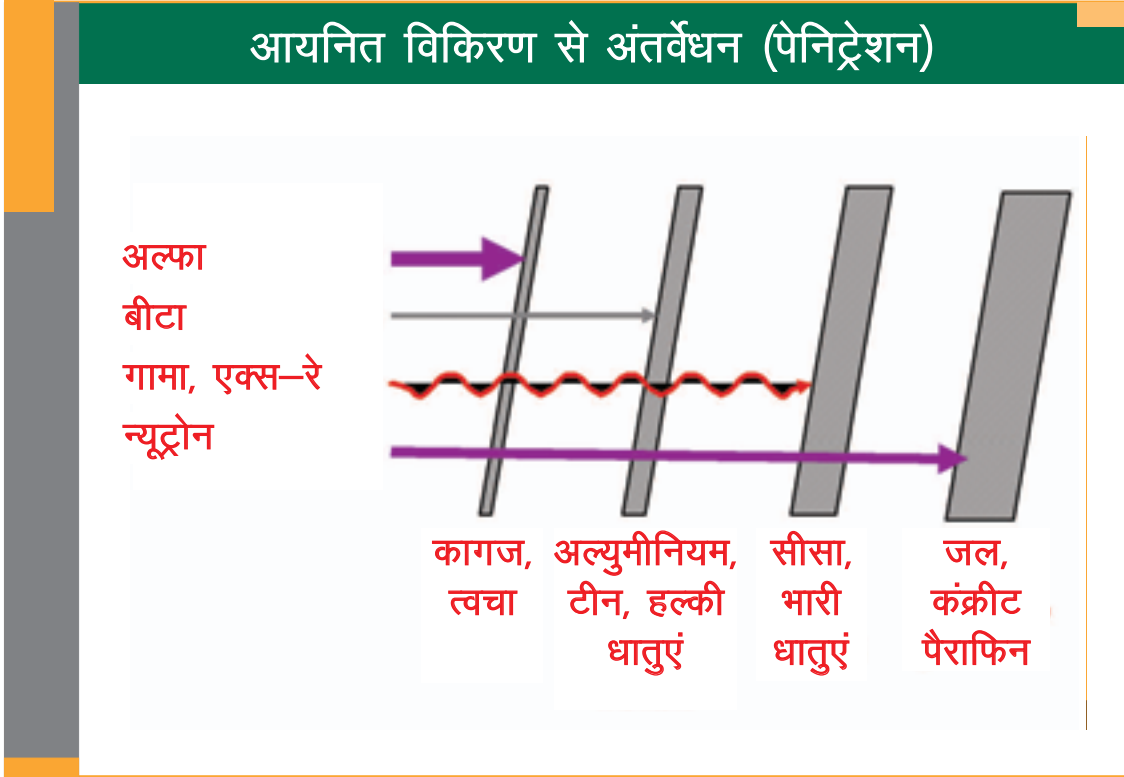 आयनित विकिरण से अंतर्वेधन (पेनिट्रेशन)
अल्फा
बीटा
गामा, एक्स–रे
न्यूट्रोन
कागज,
त्वचा
अल्युमीनियम,
टीन, हल्की
धातुएं
सीसा,
भारी
धातुएं
जल,
कंक्रीट
पैराफिन